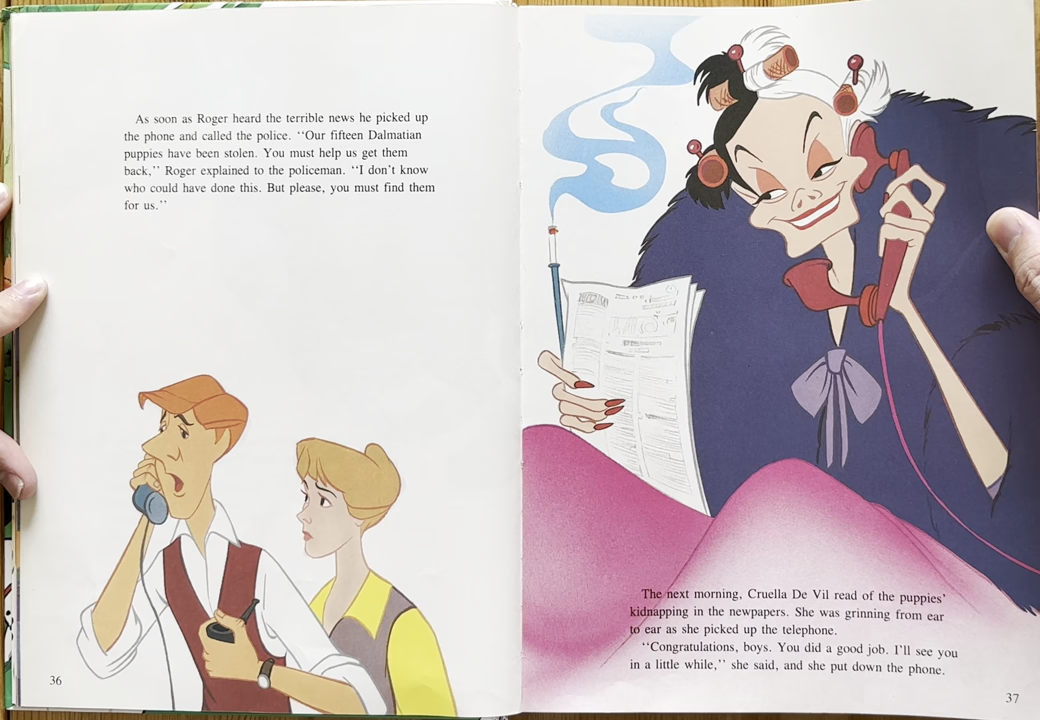 As soon as Roger heard the terrible news he picked up
the phone and called the police. ‘‘Our fifteen Dalmatian
puppies have been stolen. You must help us get them
back,’’ Roger explained to the policeman. ‘‘I don’t know
who could have done this. But please, you must find them
for us.’’
36
The next morning, Cruella De Vil read of the puppies’
kidnapping in the newpapers. She was grinning from ear
to ear as she picked up the telephone.
‘‘Congratulations, boys. You did a good job. I’ll see you
in a little while,’’ she said, and she put down the phone.
37